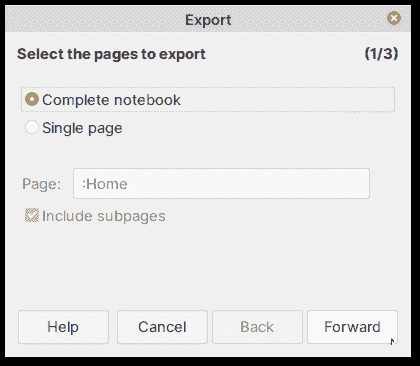 Export
Select the pages to export (1/3)
Complete notebook
Single page
Page: :Home
Include subpages
Help Cancel Back Forward